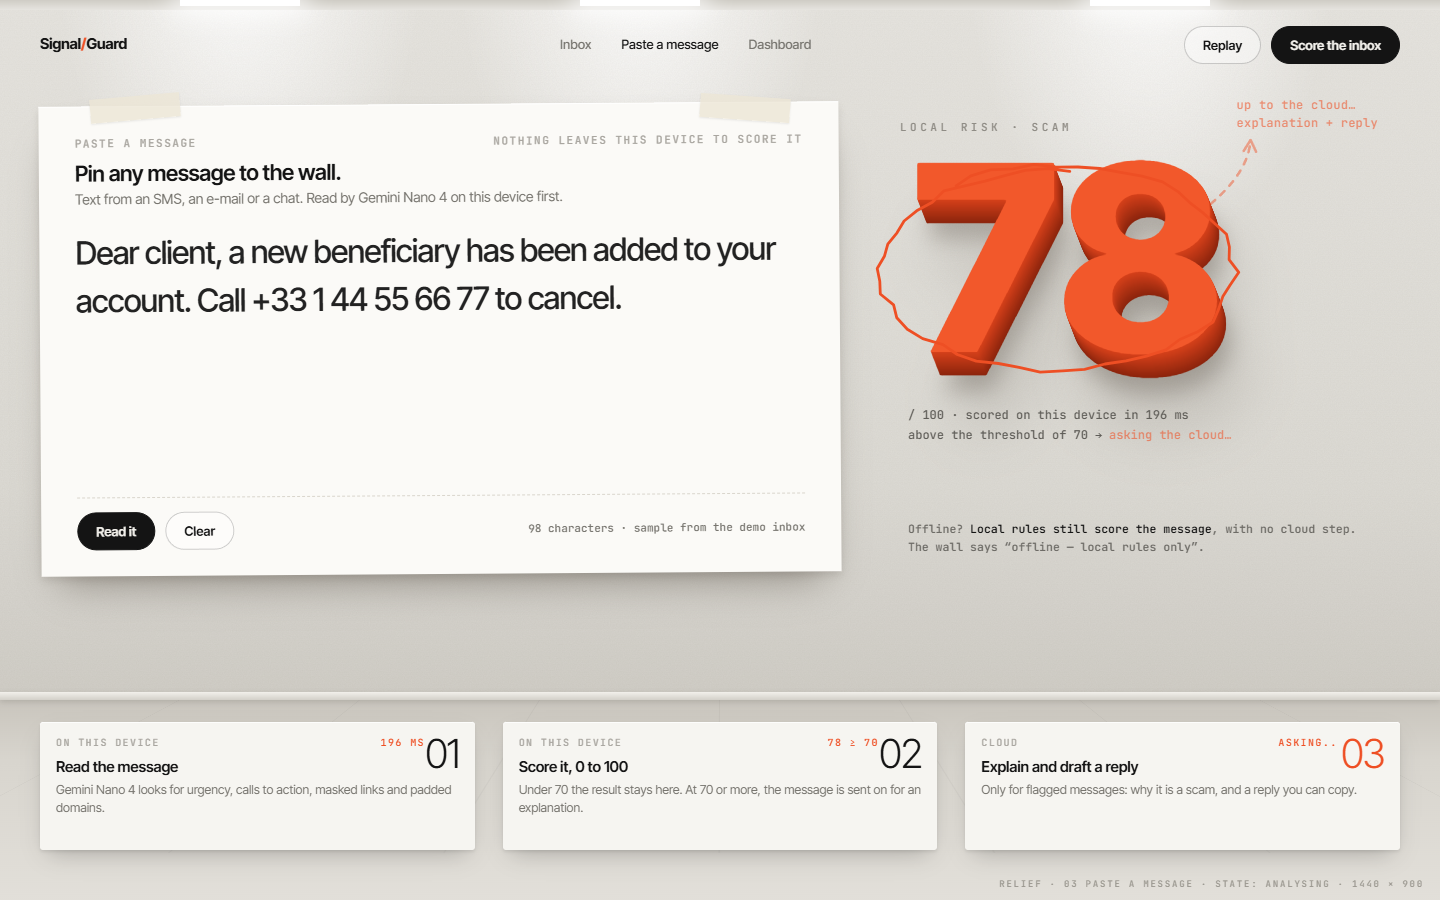 Signal/Guard
Inbox
Paste a message
Dashboard
Replay
Score the inbox
PASTE A MESSAGE
NOTHING LEAVES THIS DEVICE TO SCORE IT
Pin any message to the wall.
Text from an SMS, an e-mail or a chat. Read by Gemini Nano 4 on this device first.
Dear client, a new beneficiary has been added to your
account. Call +33 1 44 55 66 77 to cancel.
Read it
Clear
98 characters · sample from the demo inbox
LOCAL RISK · SCAM
up to the cloud…
explanation + reply
78
/ 100 · scored on this device in 196 ms
above the threshold of 70 → asking the cloud…
Offline? Local rules still score the message, with no cloud step.
The wall says “offline — local rules only”.
ON THIS DEVICE
196 MS
01
Read the message
Gemini Nano 4 looks for urgency, calls to action, masked links and padded
domains.
ON THIS DEVICE
78 ≥ 70
02
Score it, 0 to 100
Under 70 the result stays here. At 70 or more, the message is sent on for an
explanation.
CLOUD
ASKING..
03
Explain and draft a reply
Only for flagged messages: why it is a scam, and a reply you can copy.
RELIEF · 03 PASTE A MESSAGE · STATE: ANALYSING · 1440 × 900